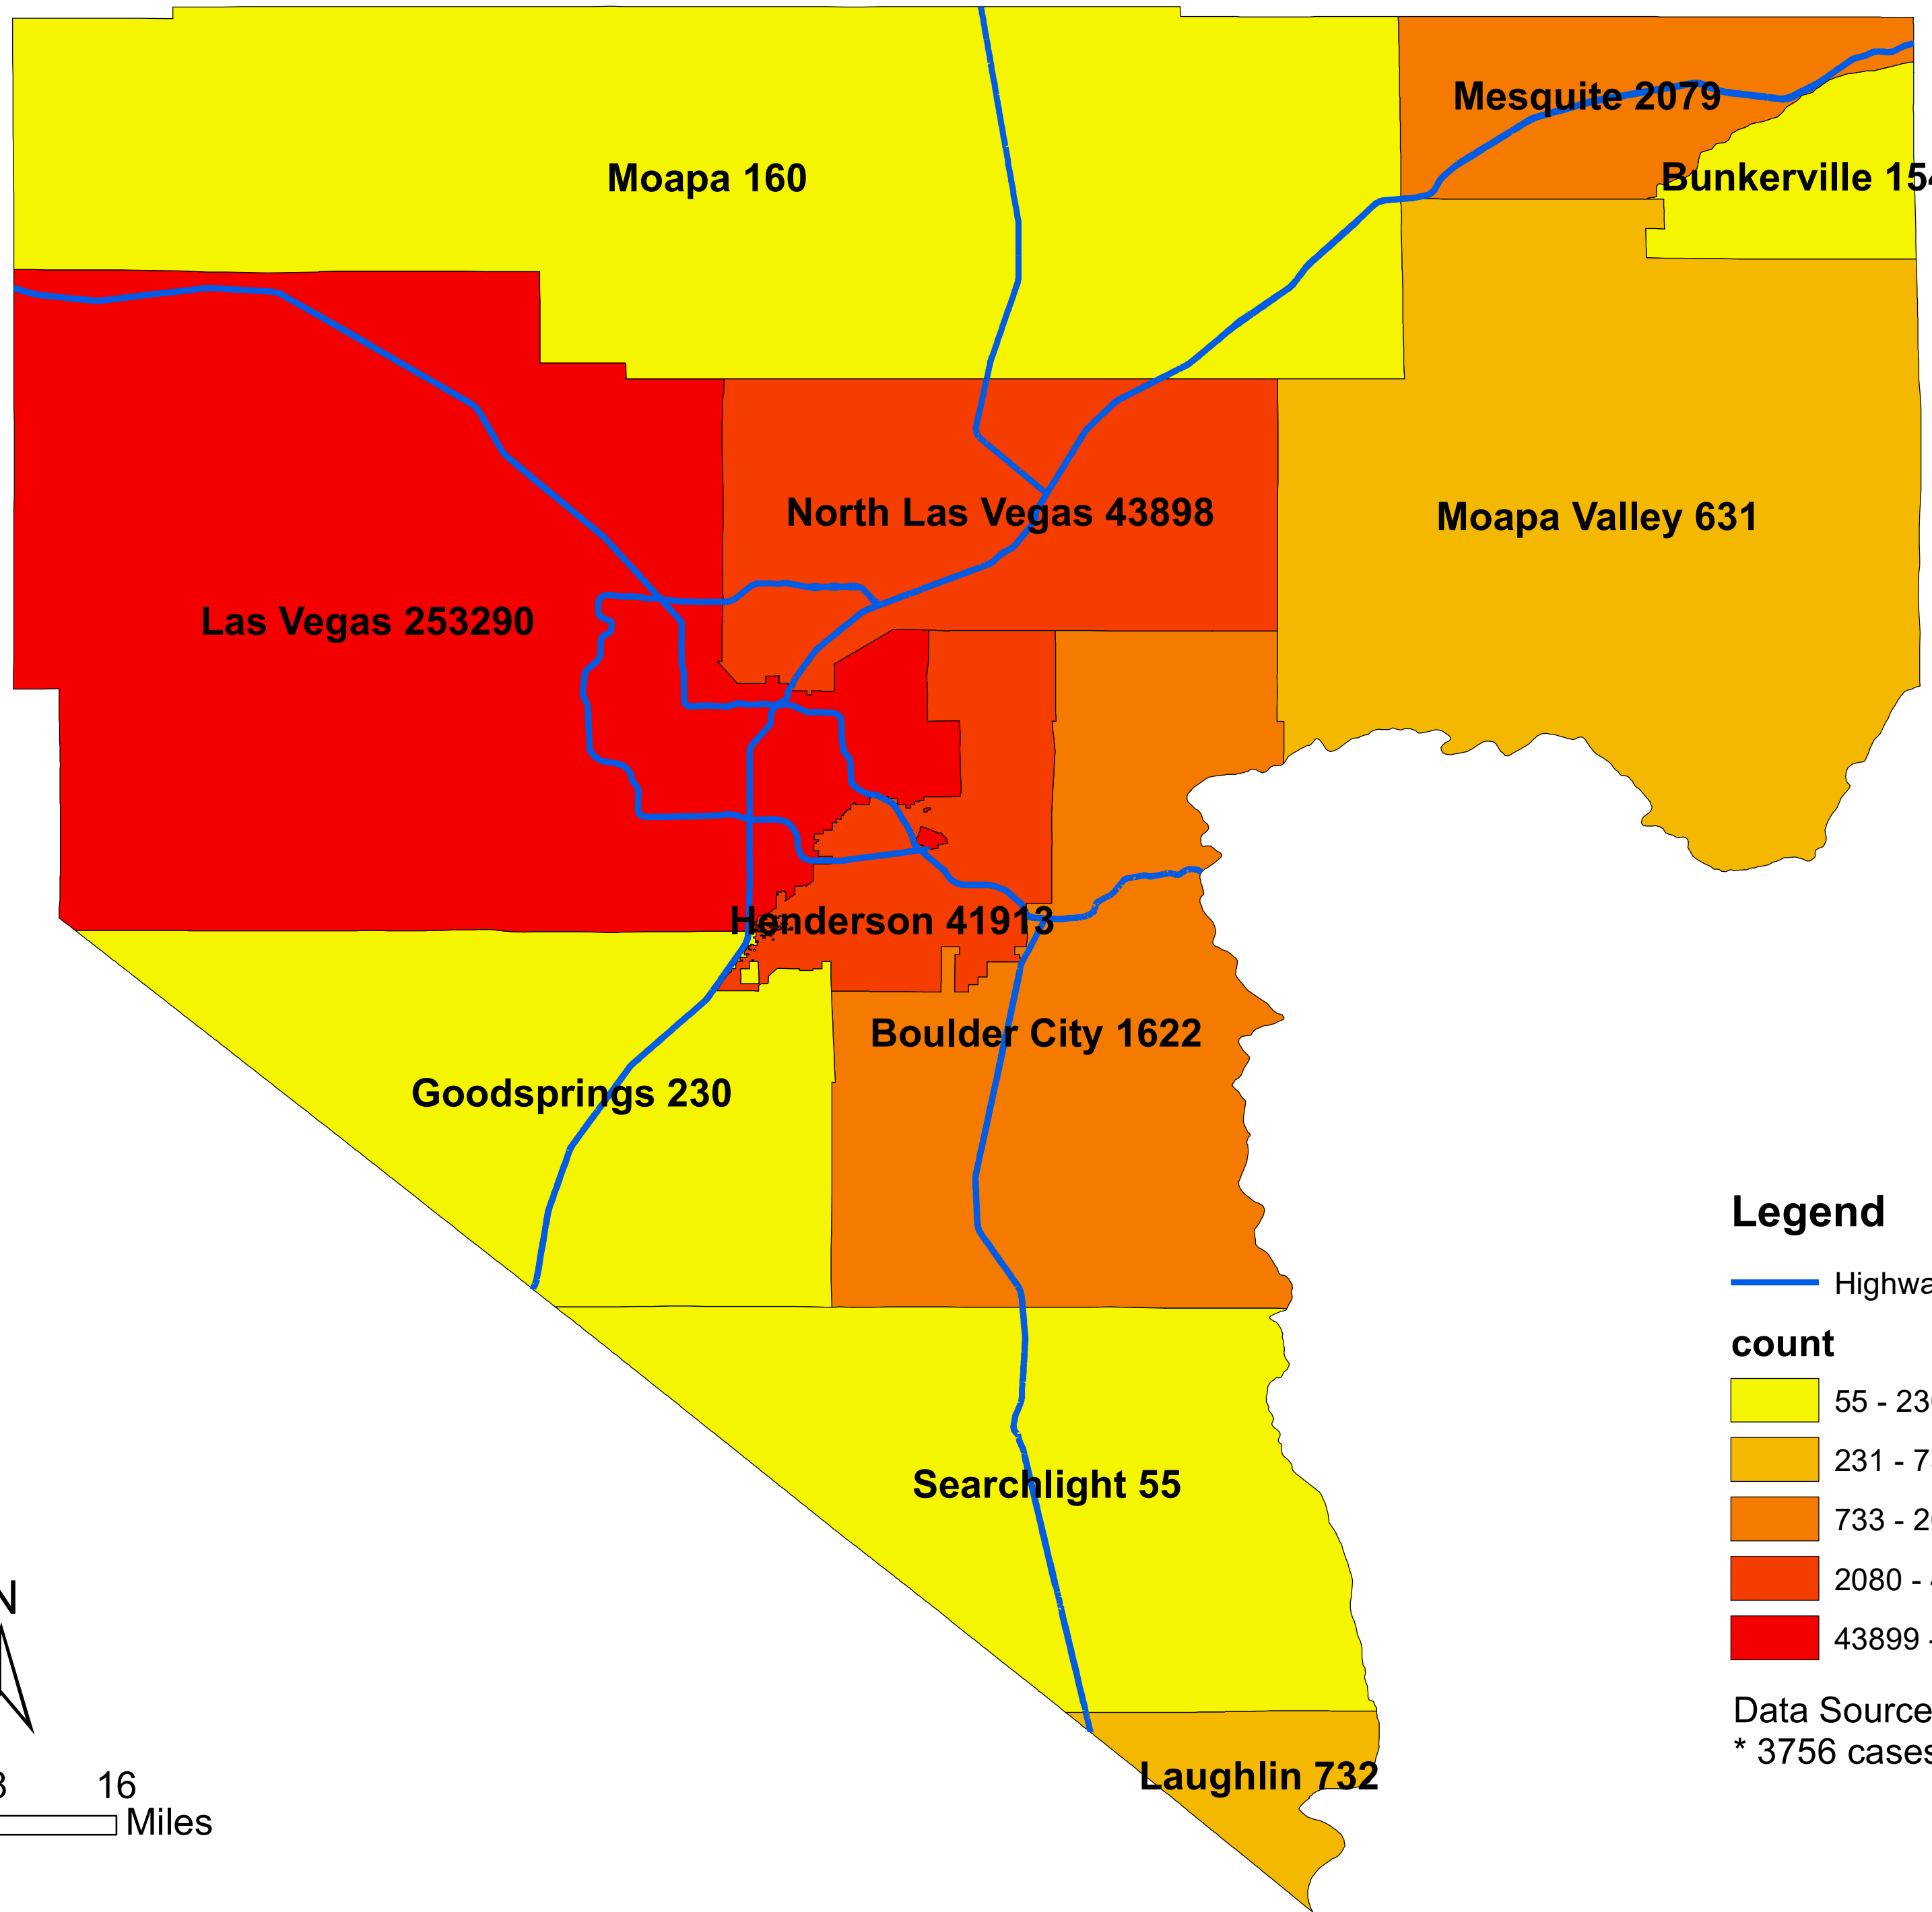 Mesquite 2079
Moapa 160
Bunkerville 154
North Las Vegas 43898
Moapa Valley 631
Las Vegas 253290
Henderson 41913
Boulder City 1622
Goodsprings 230
Searchlight 55
Laughlin 732
Legend
count
55 - 23
231 - 7
733 - 2
2080 -
43899 -
Data Source
* 3756 cases
N
16
Miles